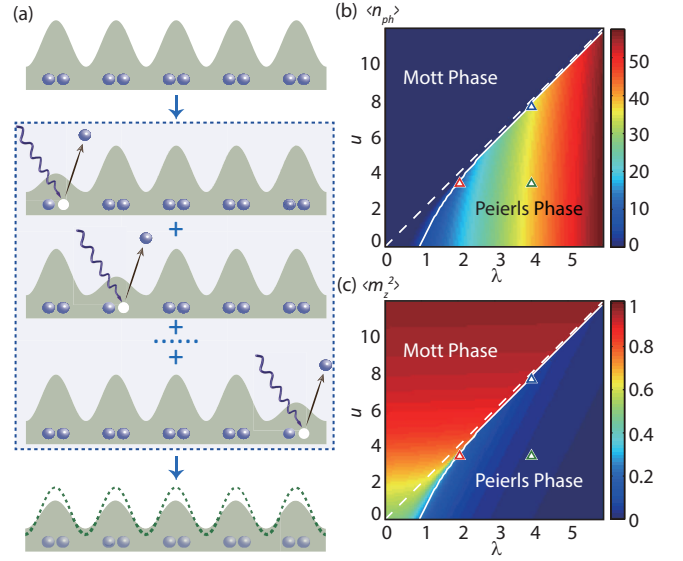 (a)
+
+
......
+
(b) ⟨n_ph⟩
Mott Phase
Peierls Phase
u
10
8
6
4
2
0
0 1 2 3 4 5
λ
50
40
30
20
10
0
(c) ⟨m_z^2⟩
Mott Phase
Peierls Phase
u
10
8
6
4
2
0
0 1 2 3 4 5
λ
1
0.8
0.6
0.4
0.2
0